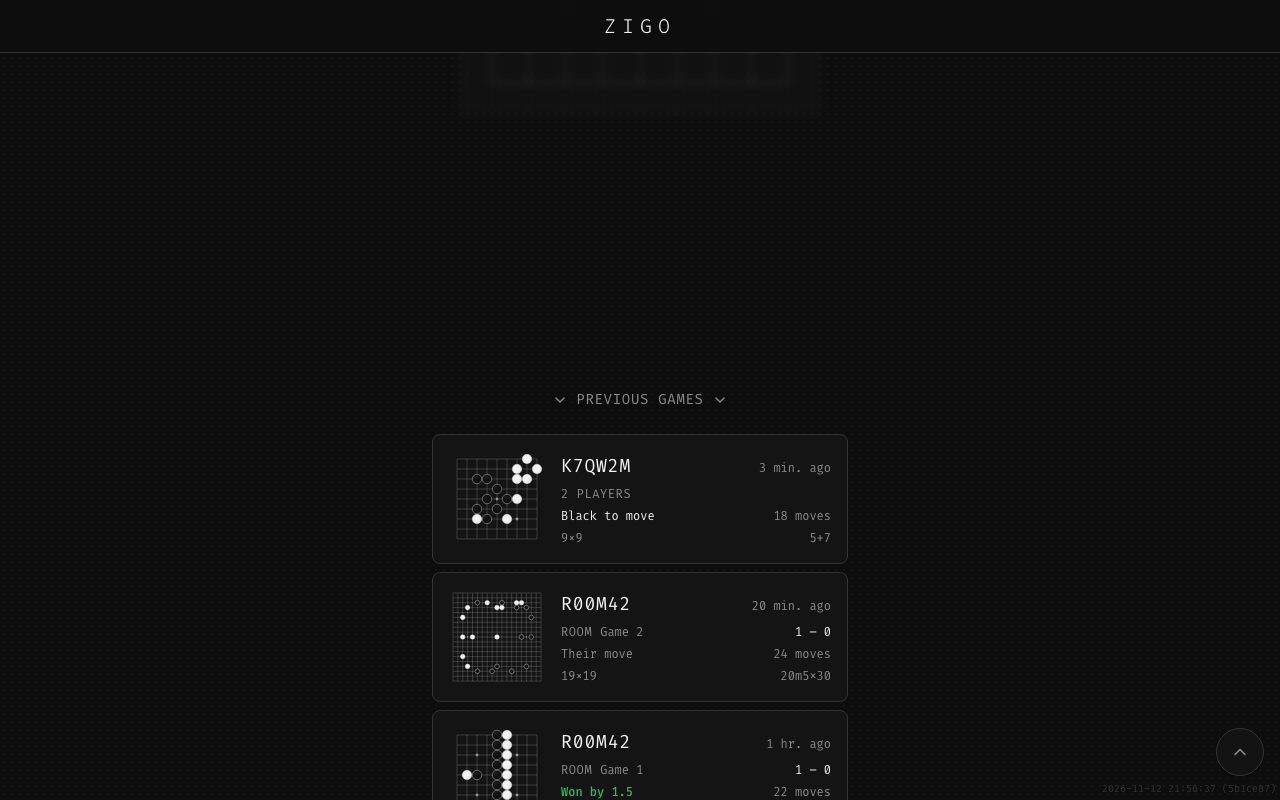 ZIGO
PREVIOUS GAMES
K7QW2M 3 min. ago
2 PLAYERS
Black to move 18 moves
9×9 5+7
R00M42 20 min. ago
ROOM Game 2 1 – 0
Their move 24 moves
19×19 20m5×30
R00M42 1 hr. ago
ROOM Game 1 1 – 0
Won by 1.5 22 moves
2026-11-12 21:56:37 (5b1ce87)